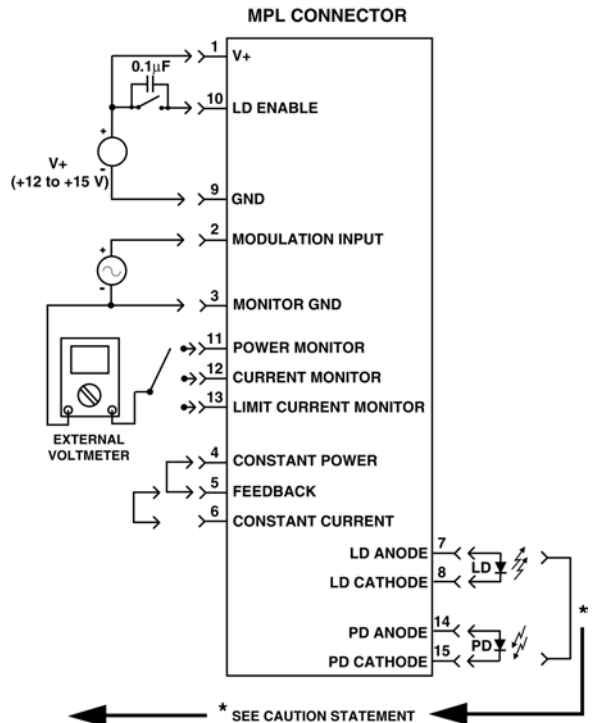 MPL CONNECTOR
1 V+
0.1µF
10 LD ENABLE
+
V+
(+12 to +15 V)
-
9 GND
2 MODULATION INPUT
+
-
3 MONITOR GND
11 POWER MONITOR
12 CURRENT MONITOR
13 LIMIT CURRENT MONITOR
EXTERNAL
VOLTMETER
4 CONSTANT POWER
5 FEEDBACK
6 CONSTANT CURRENT
LD ANODE 7
LD CATHODE 8
LD
*
PD ANODE 14
PD CATHODE 15
PD
* SEE CAUTION STATEMENT